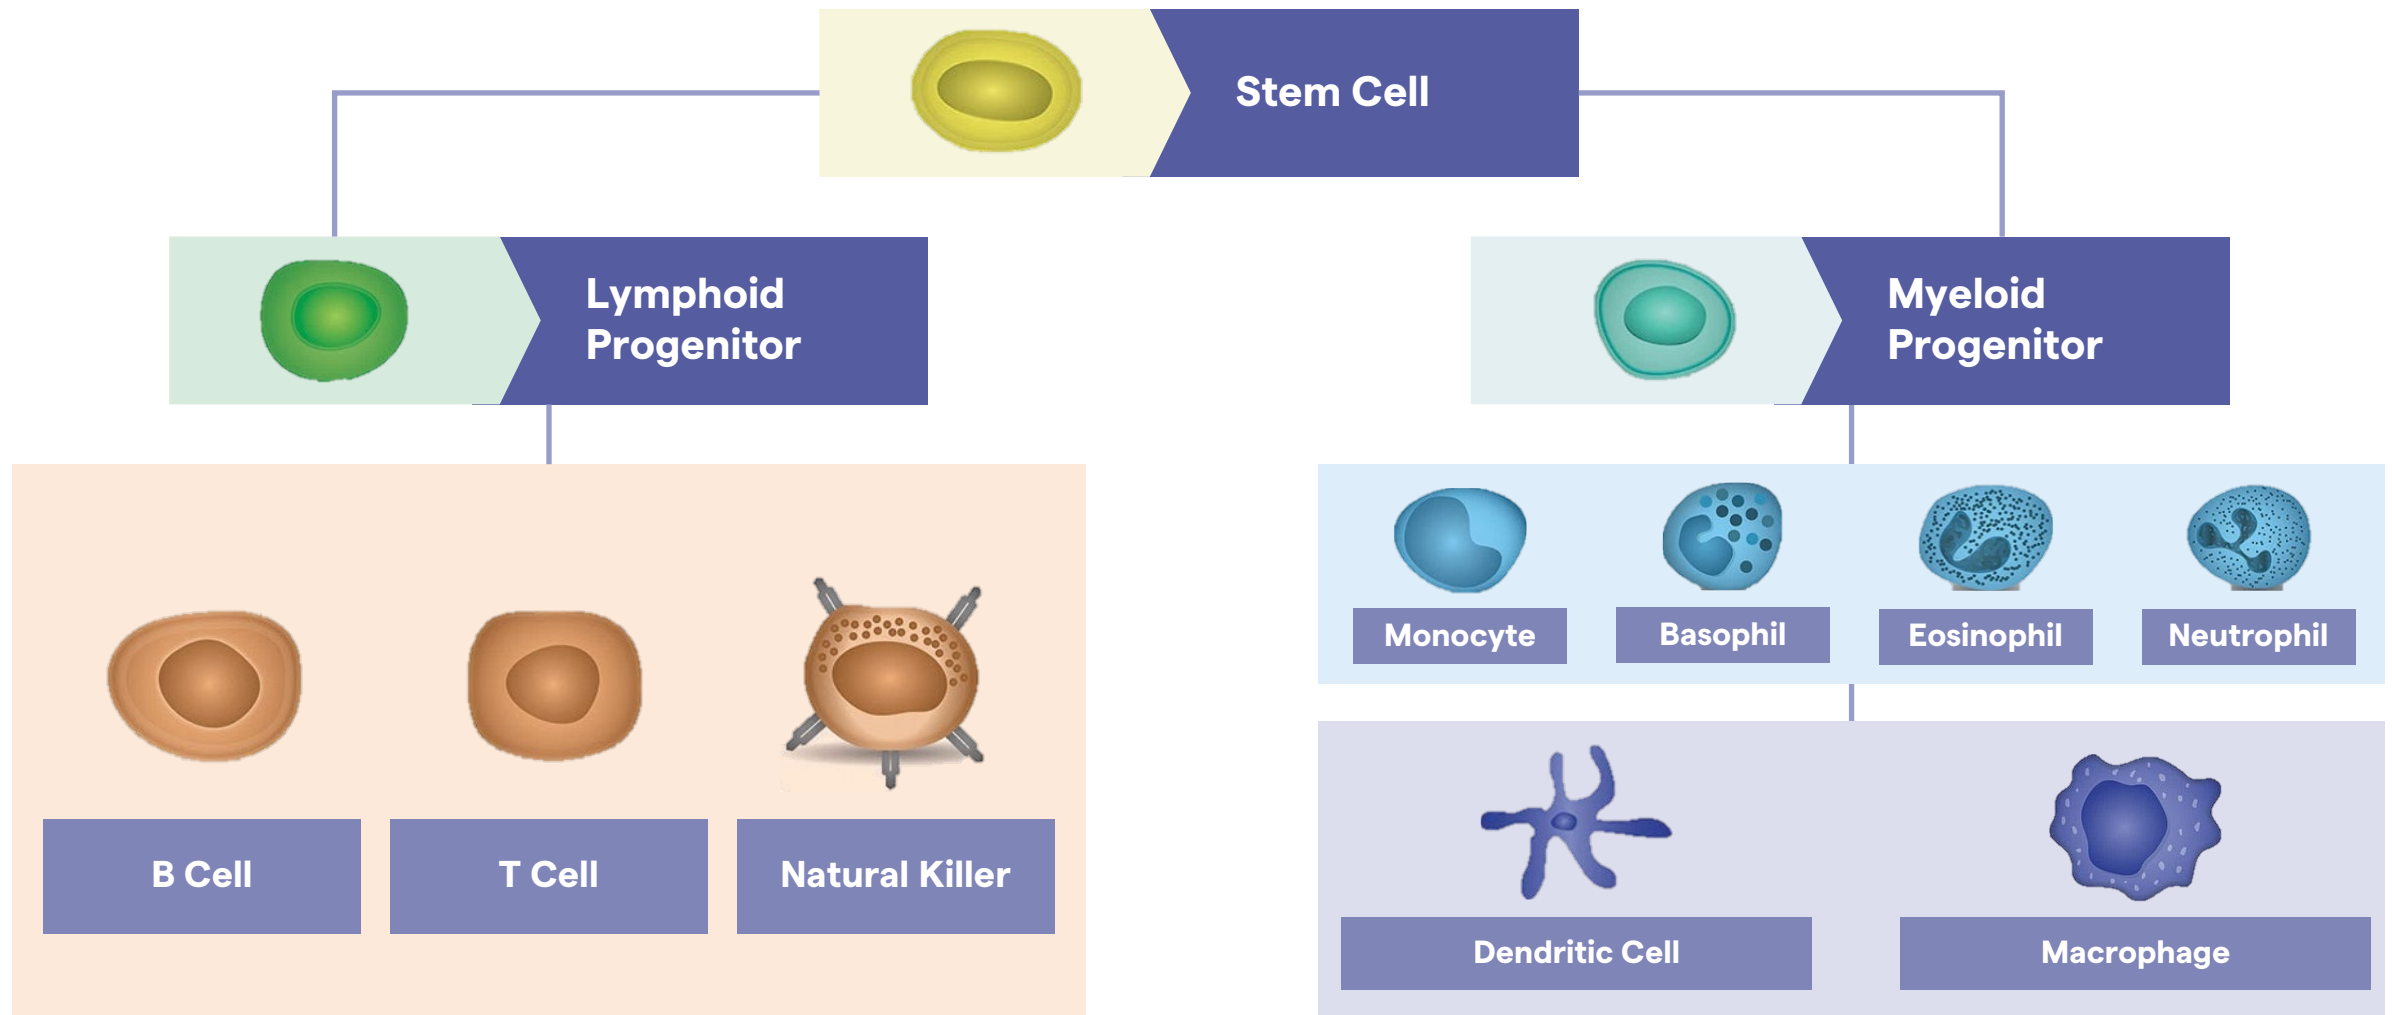 Stem Cell
Lymphoid
Progenitor
Myeloid
Progenitor
Monocyte
Basophil
Eosinophil
Neutrophil
B Cell
T Cell
Natural Killer
Dendritic Cell
Macrophage